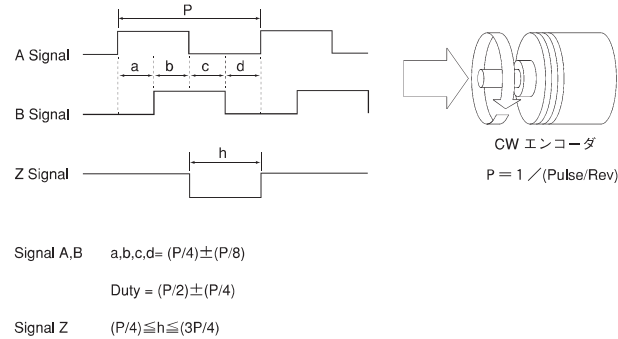 P
A Signal
a b c d
B Signal
h
Z Signal
CW エンコーダ
P＝1／(Pulse/Rev)
Signal A,B a,b,c,d= (P/4)±(P/8)
Duty = (P/2)±(P/4)
Signal Z (P/4)≦h≦(3P/4)